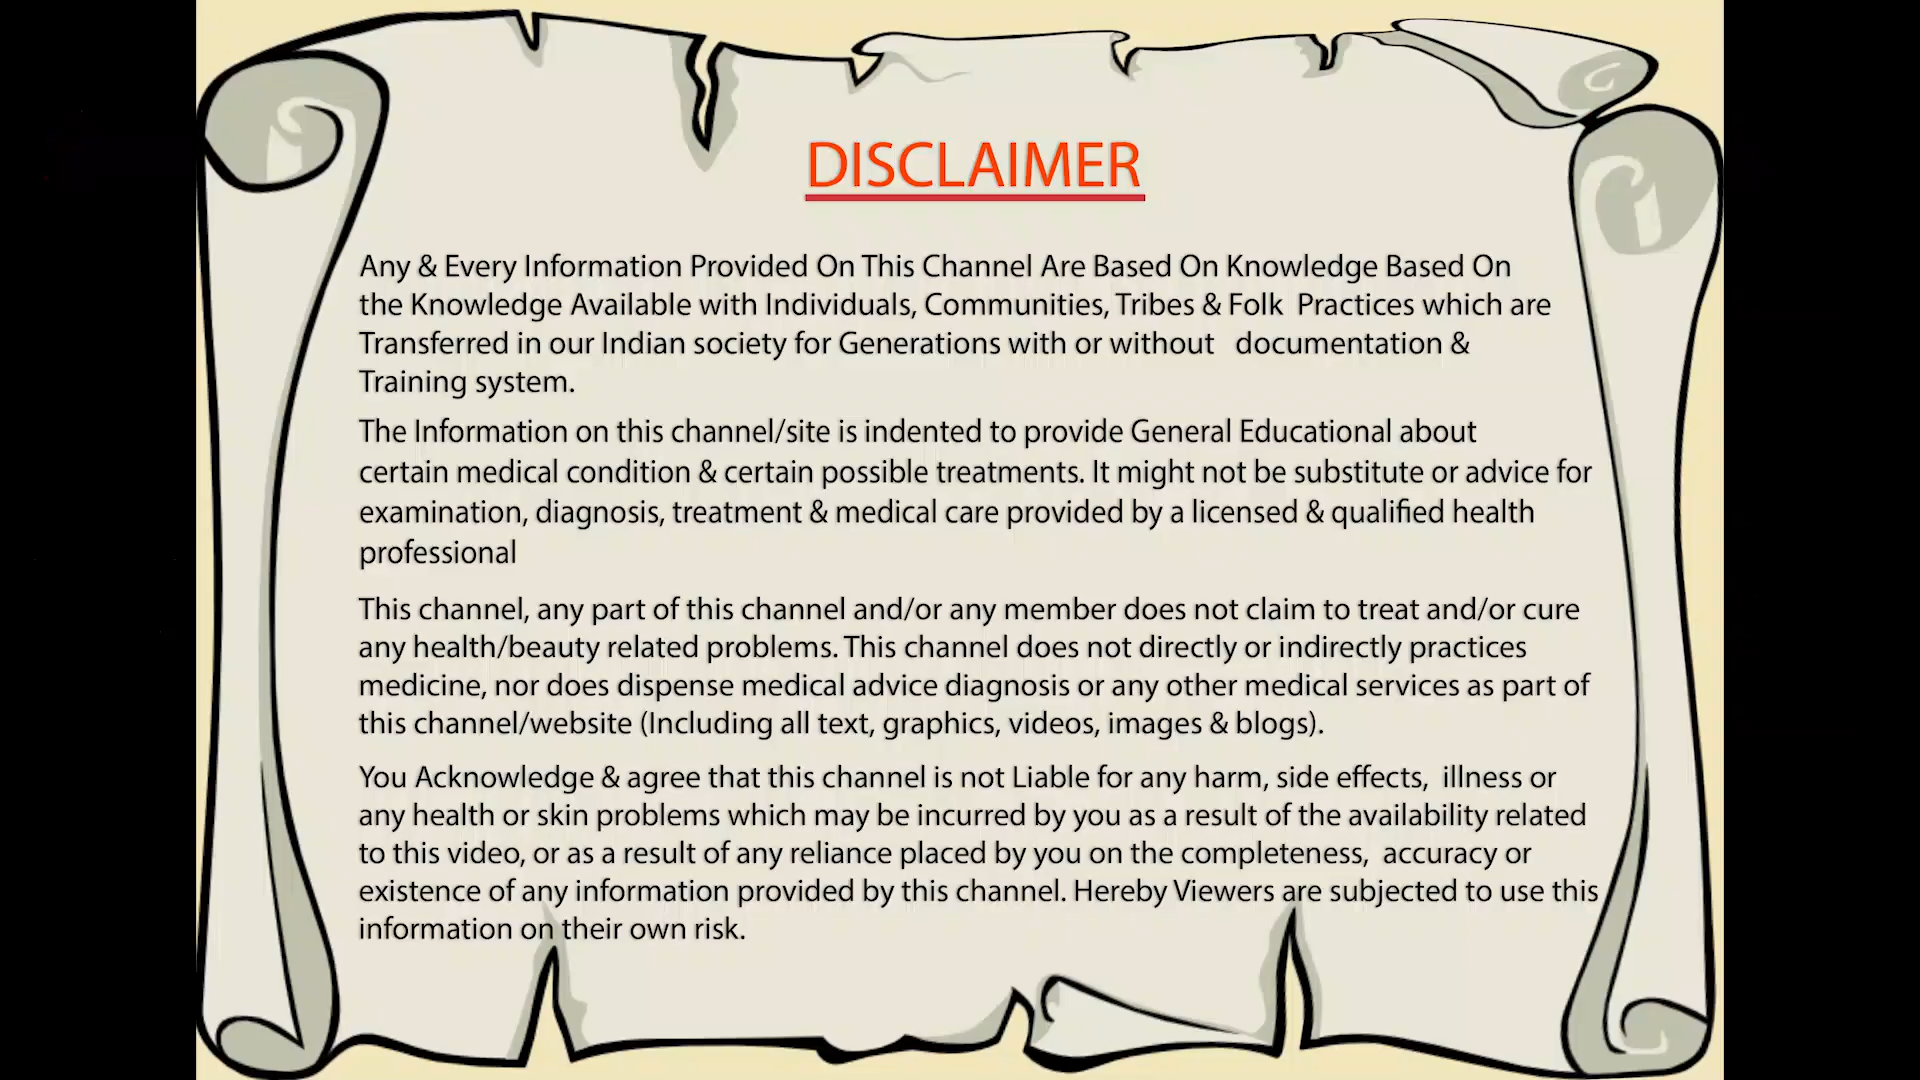 DISCLAIMER
Any & Every Information Provided On This Channel Are Based On Knowledge Based On
the Knowledge Available with Individuals, Communities, Tribes & Folk  Practices which are
Transferred in our Indian society for Generations with or without   documentation &
Training system.
The Information on this channel/site is indented to provide General Educational about
certain medical condition & certain possible treatments. It might not be substitute or advice for
examination, diagnosis, treatment & medical care provided by a licensed & qualified health
professional
This channel, any part of this channel and/or any member does not claim to treat and/or cure
any health/beauty related problems. This channel does not directly or indirectly practices
medicine, nor does dispense medical advice diagnosis or any other medical services as part of
this channel/website (Including all text, graphics, videos, images & blogs).
You Acknowledge & agree that this channel is not Liable for any harm, side effects,  illness or
any health or skin problems which may be incurred by you as a result of the availability related
to this video, or as a result of any reliance placed by you on the completeness,  accuracy or
existence of any information provided by this channel. Hereby Viewers are subjected to use this
information on their own risk.